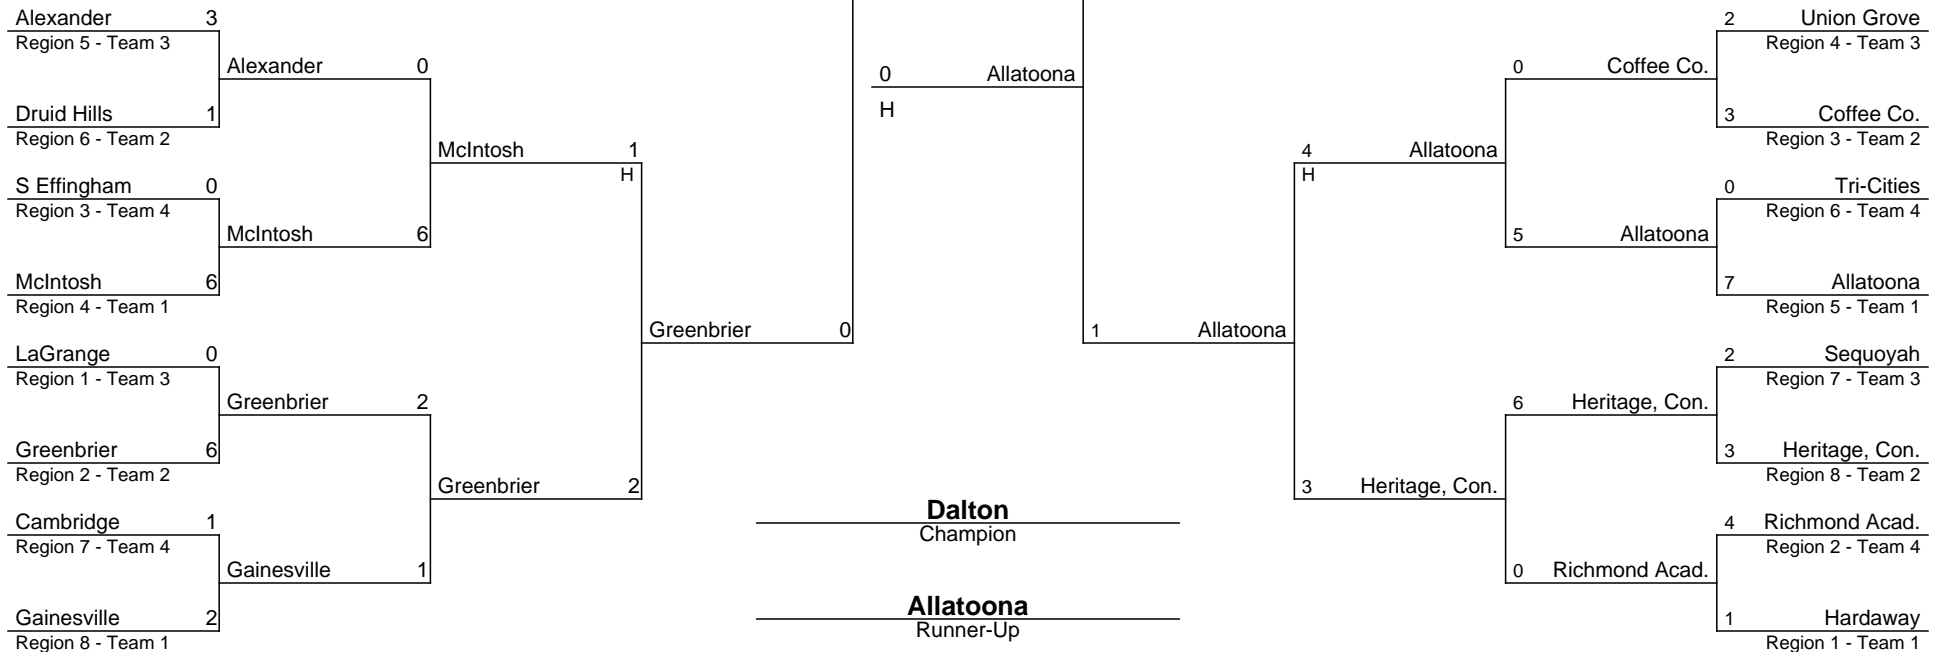 Alexander 3
Region 5 - Team 3
Druid Hills 1
Region 6 - Team 2
S Effingham 0
Region 3 - Team 4
McIntosh 6
Region 4 - Team 1
LaGrange 0
Region 1 - Team 3
Greenbrier 6
Region 2 - Team 2
Cambridge 1
Region 7 - Team 4
Gainesville 2
Region 8 - Team 1
Alexander 0
McIntosh 6
Greenbrier 2
Gainesville 1
McIntosh 1
H
Greenbrier 2
Greenbrier 0
0 Allatoona
H
Dalton
Champion
Allatoona
Runner-Up
1 Allatoona
4 Allatoona
H
3 Heritage, Con.
0 Coffee Co.
5 Allatoona
6 Heritage, Con.
0 Richmond Acad.
2 Union Grove
Region 4 - Team 3
3 Coffee Co.
Region 3 - Team 2
0 Tri-Cities
Region 6 - Team 4
7 Allatoona
Region 5 - Team 1
2 Sequoyah
Region 7 - Team 3
3 Heritage, Con.
Region 8 - Team 2
4 Richmond Acad.
Region 2 - Team 4
1 Hardaway
Region 1 - Team 1